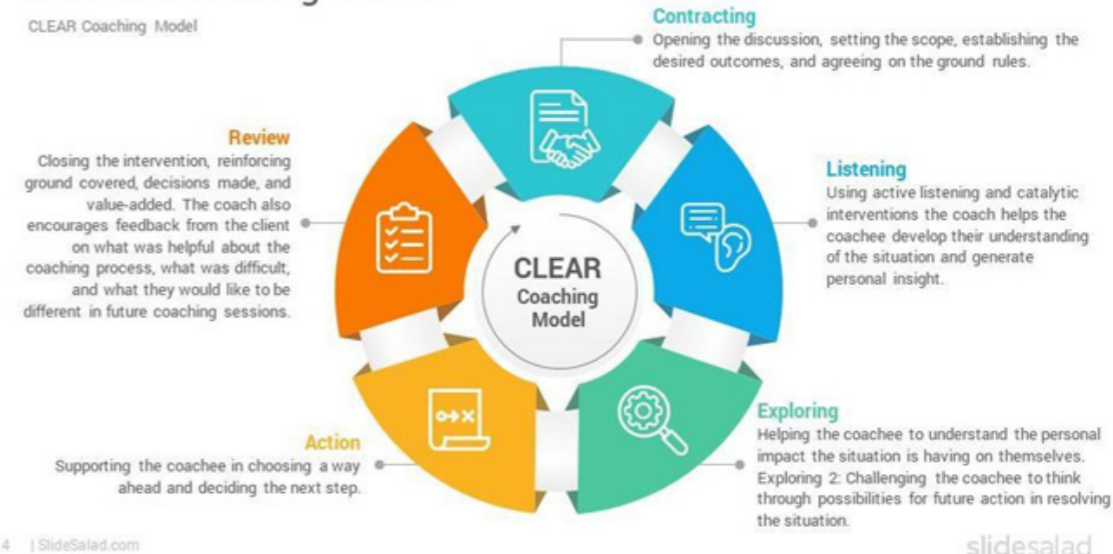 CLEAR Coaching Model
Contracting
Opening the discussion, setting the scope, establishing the
desired outcomes, and agreeing on the ground rules.
Review
Closing the intervention, reinforcing
ground covered, decisions made, and
value-added. The coach also
encourages feedback from the client
on what was helpful about the
coaching process, what was difficult,
and what they would like to be
different in future coaching sessions.
Listening
Using active listening and catalytic
interventions the coach helps the
coachee develop their understanding
of the situation and generate
personal insight.
CLEAR
Coaching
Model
Action
Supporting the coachee in choosing a way
ahead and deciding the next step.
Exploring
Helping the coachee to understand the personal
impact the situation is having on themselves.
Exploring 2: Challenging the coachee to think
through possibilities for future action in resolving
the situation.
4 | SlideSalad.com
slidesalad